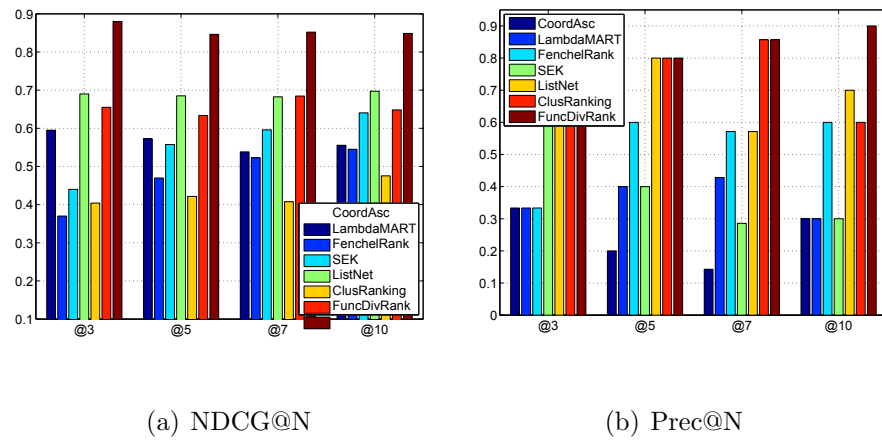 0.9
0.8
0.7
0.6
0.5
0.4
0.3
0.2
0.1
@3 @5 @7 @10
CoordAsc
LambdaMART
FenchelRank
SEK
ListNet
ClusRanking
FuncDivRank
(a) NDCG@N
0.9
0.8
0.7
0.6
0.5
0.4
0.3
0.2
0.1
0
@3 @5 @7 @10
CoordAsc
LambdaMART
FenchelRank
SEK
ListNet
ClusRanking
FuncDivRank
(b) Prec@N